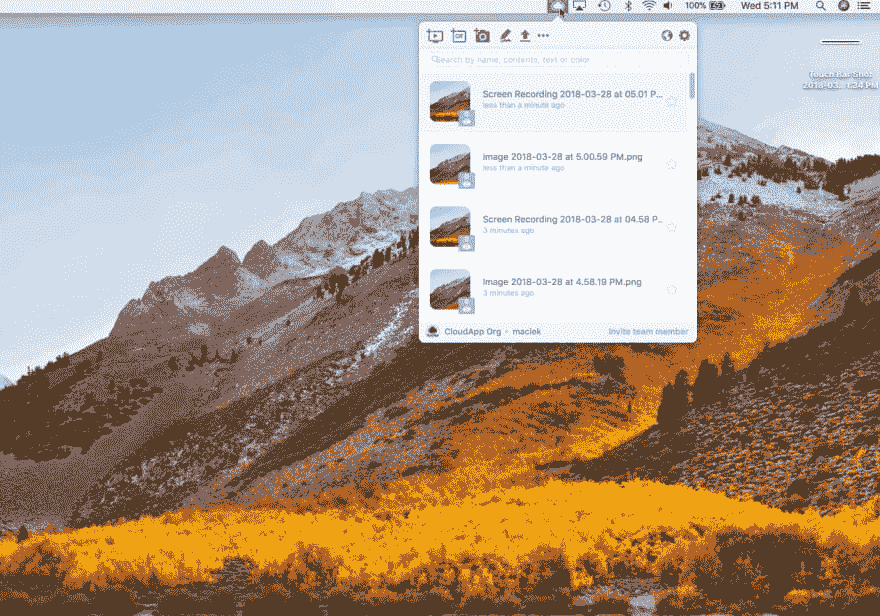 100%
Wed 5:11 PM
GIF
Search by name, contents, text or color
Touch Bar Shot
2018-03...1.34 PM
Screen Recording 2018-03-28 at 05.01 P...
less than a minute ago
Image 2018-03-28 at 5.00.59 PM.png
less than a minute ago
Screen Recording 2018-03-28 at 04.58 P...
3 minutes ago
Image 2018-03-28 at 4.58.19 PM.png
3 minutes ago
CloudApp Org • maciek
Invite team member